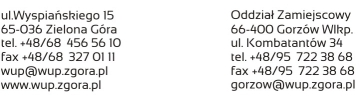 ul.Wyspiańskiego 15
65-036 Zielona Góra
tel. +48/68  456 56 10
fax +48/68  327 01 11
wup@wup.zgora.pl
www.wup.zgora.pl
Oddział Zamiejscowy
66-400 Gorzów Wlkp.
ul. Kombatantów 34
tel. +48/95  722 38 68
fax +48/95  722 38 68
gorzow@wup.zgora.pl